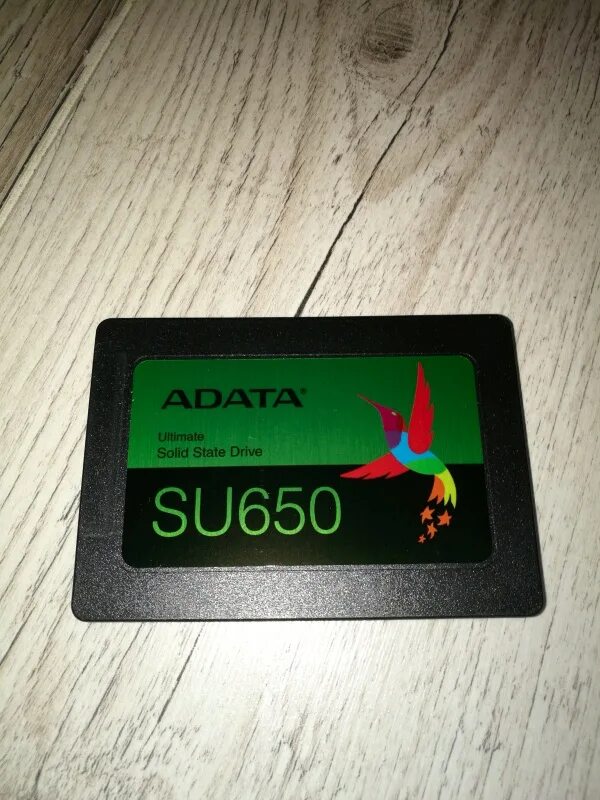 ADATA®
Ultimate
Solid State Drive
SU650